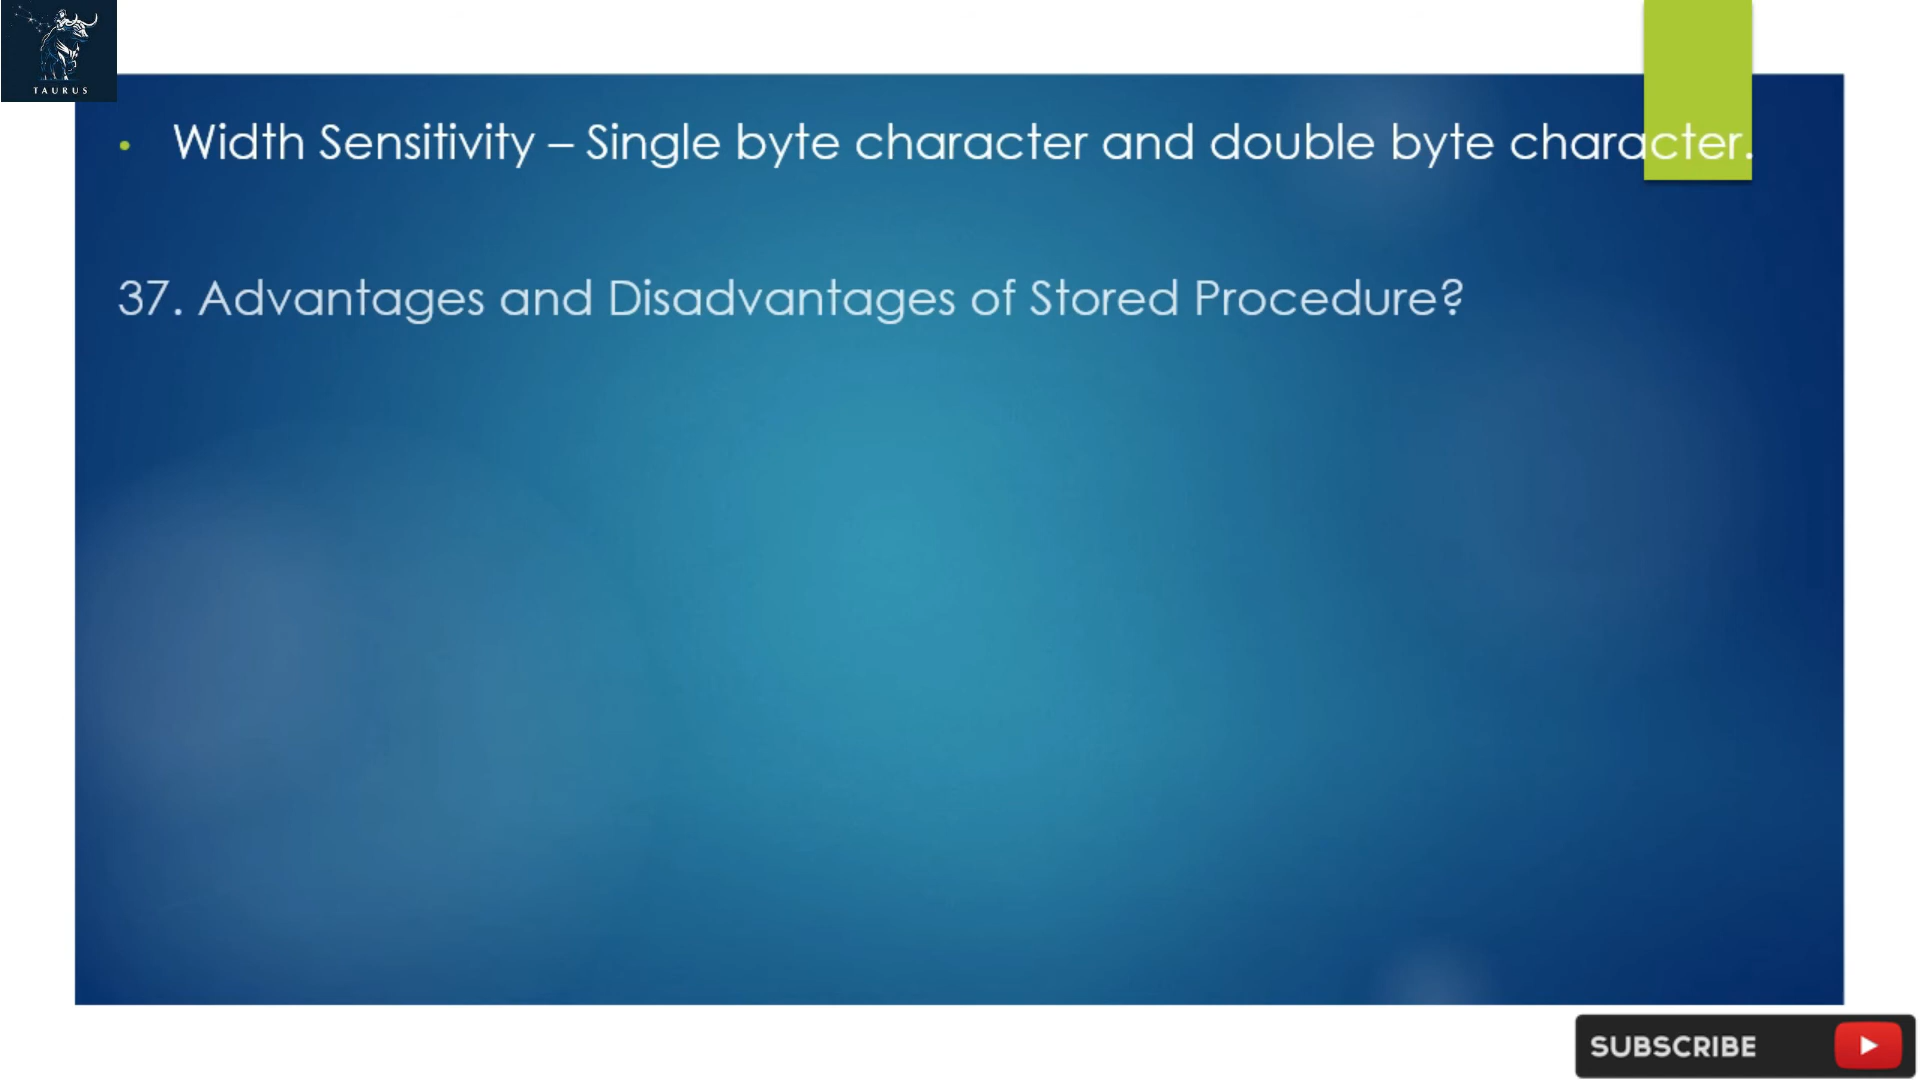 TAURUS
• Width Sensitivity – Single byte character and double byte character.
37. Advantages and Disadvantages of Stored Procedure?
SUBSCRIBE